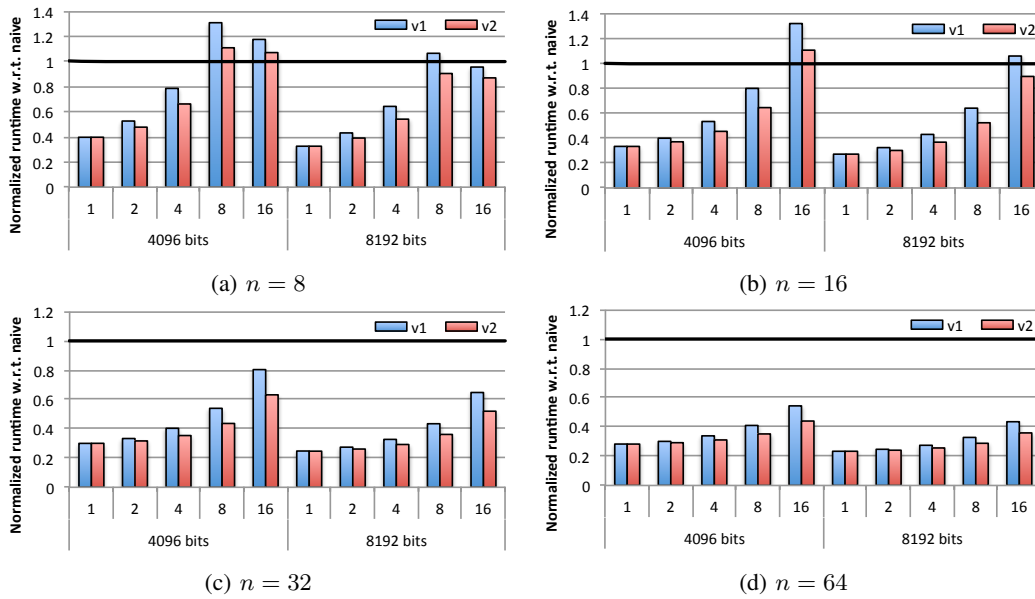 Normalized runtime w.r.t. naive
1.4
1.2
1
0.8
0.6
0.4
0.2
0
v1 v2
1 2 4 8 16 1 2 4 8 16
4096 bits 8192 bits
(a) n = 8
Normalized runtime w.r.t. naive
1.4
1.2
1
0.8
0.6
0.4
0.2
0
v1 v2
1 2 4 8 16 1 2 4 8 16
4096 bits 8192 bits
(b) n = 16
Normalized runtime w.r.t. naive
1.2
1
0.8
0.6
0.4
0.2
0
v1 v2
1 2 4 8 16 1 2 4 8 16
4096 bits 8192 bits
(c) n = 32
Normalized runtime w.r.t. naive
1.2
1
0.8
0.6
0.4
0.2
0
v1 v2
1 2 4 8 16 1 2 4 8 16
4096 bits 8192 bits
(d) n = 64